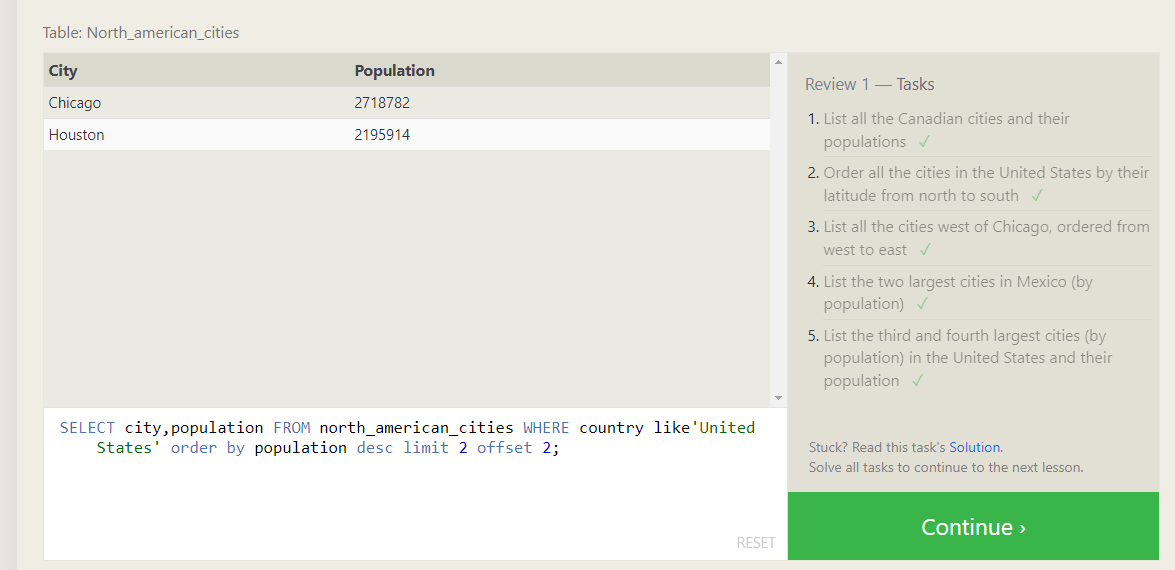 Table: North_american_cities
City Population
Chicago 2718782
Houston 2195914
SELECT city,population FROM north_american_cities WHERE country like'United
States' order by population desc limit 2 offset 2;
RESET
Review 1 — Tasks
1. List all the Canadian cities and their
populations ✓
2. Order all the cities in the United States by their
latitude from north to south ✓
3. List all the cities west of Chicago, ordered from
west to east ✓
4. List the two largest cities in Mexico (by
population) ✓
5. List the third and fourth largest cities (by
population) in the United States and their
population ✓
Stuck? Read this task's Solution.
Solve all tasks to continue to the next lesson.
Continue ›